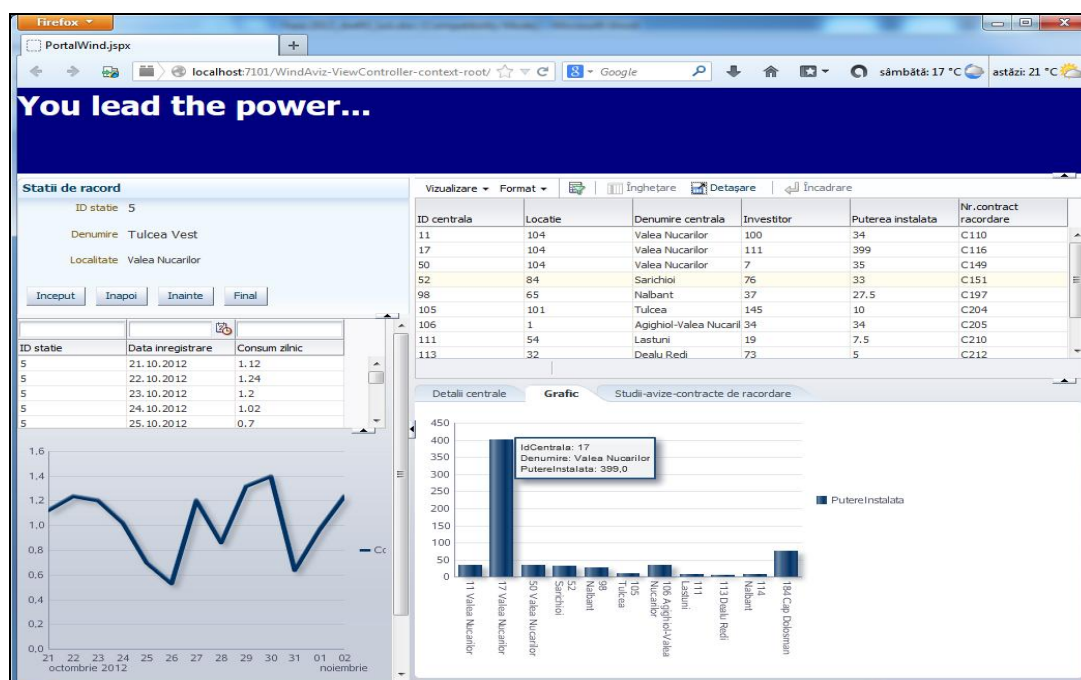 Firefox
PortalWind.jspx
localhost:7101/WindAviz-ViewController-context-root/
Google
sâmbătă: 17 °C
astăzi: 21 °C
You lead the power...
Statii de racord
ID statie 5
Denumire Tulcea Vest
Localitate Valea Nucarilor
Inceput Inapoi Inainte Final
ID statie Data inregistrare Consum zilnic
5 21.10.2012 1.12
5 22.10.2012 1.24
5 23.10.2012 1.2
5 24.10.2012 1.02
5 25.10.2012 0.7
1,6
1,4
1,2
1,0
0,8
0,6
0,4
0,2
0,0
21 22 23 24 25 26 27 28 29 30 31 01 02
octombrie 2012 noiembrie
Cc
Vizualizare Format Înghețare Detașare Încadrare
ID centrala Locatie Denumire centrala Investitor Puterea instalata Nr.contract racordare
11 104 Valea Nucarilor 100 34 C110
17 104 Valea Nucarilor 111 399 C116
50 104 Valea Nucarilor 7 35 C149
52 84 Sarichioi 76 33 C151
98 65 Nalbant 37 27.5 C197
105 101 Tulcea 145 10 C204
106 1 Agighiol-Valea Nucaril 34 34 C205
111 54 Lastuni 19 7.5 C210
113 32 Dealu Redi 73 5 C212
Detalii centrale Grafic Studii-avize-contracte de racordare
450
400
350
300
250
200
150
100
50
0
IdCentrala: 17
Denumire: Valea Nucarilor
PutereInstalata: 399,0
PutereInstalata
11 Valea Nucarilor
17 Valea Nucarilor
50 Valea Nucarilor
52
Sarichioi
98
Nalbant
105
Tulcea
106 Agighiol-Valea
Nucarilor
111
Lastuni
113 Dealu Redi
114
Nalbant
184 Cap Dolosman